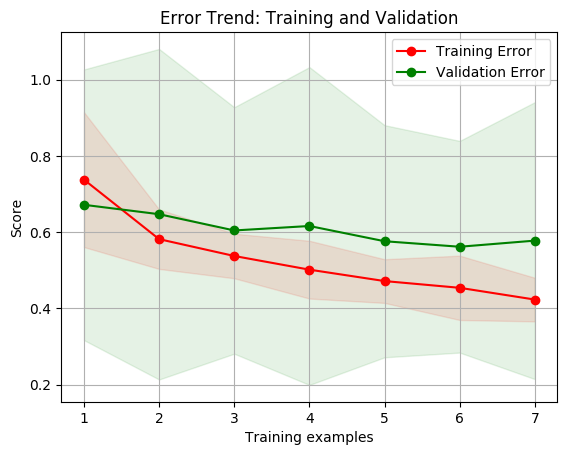 Error Trend: Training and Validation
Training Error
Validation Error
1.0
0.8
0.6
0.4
0.2
Score
1 2 3 4 5 6 7
Training examples